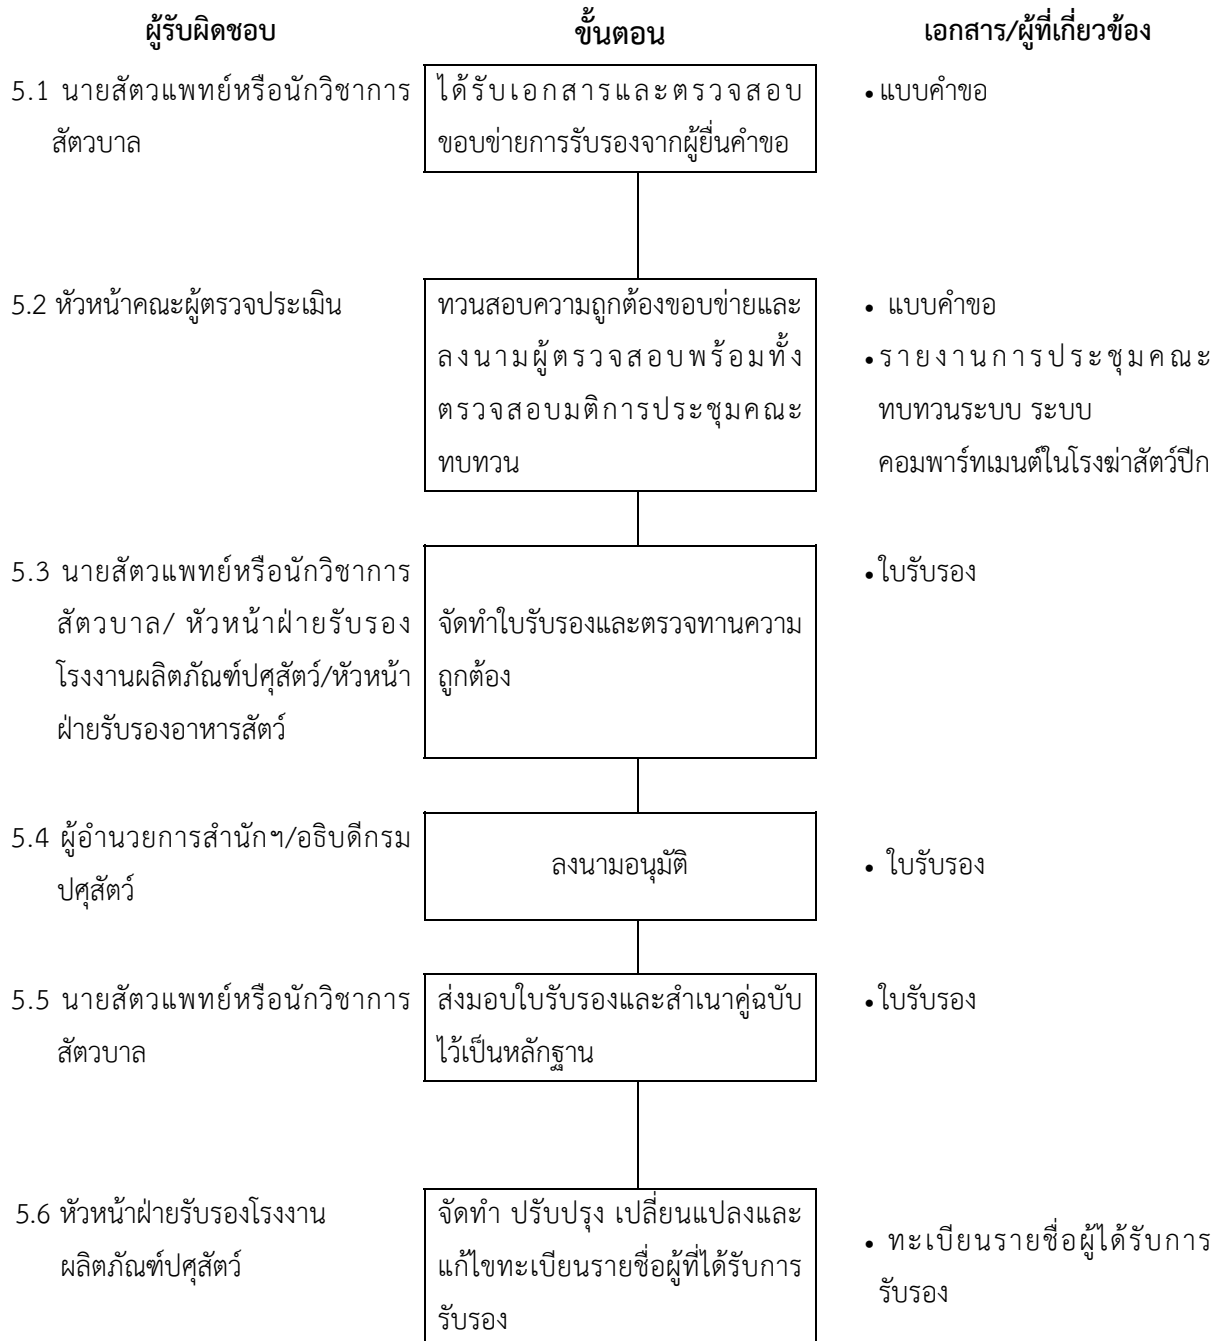 ผู้รับผิดชอบ
ขั้นตอน
เอกสาร/ผู้ที่เกี่ยวข้อง
5.1 นายสัตวแพทย์หรือนักวิชาการ
สัตวบาล
ได้รับเอกสารและตรวจสอบ
ขอบข่ายการรับรองจากผู้ยื่นคำขอ
• แบบคำขอ
5.2 หัวหน้าคณะผู้ตรวจประเมิน
ทวนสอบความถูกต้องขอบข่ายและ
ลงนามผู้ตรวจสอบพร้อมทั้ง
ตรวจสอบมติการประชุมคณะ
ทบทวน
• แบบคำขอ
• รายงานการประชุมคณะ
ทบทวนระบบ ระบบ
คอมพาร์ทเมนต์ในโรงฆ่าสัตว์ปีก
5.3 นายสัตวแพทย์หรือนักวิชาการ
สัตวบาล/ หัวหน้าฝ่ายรับรอง
โรงงานผลิตภัณฑ์ปศุสัตว์/หัวหน้า
ฝ่ายรับรองอาหารสัตว์
จัดทำใบรับรองและตรวจทานความ
ถูกต้อง
• ใบรับรอง
5.4 ผู้อำนวยการสำนักฯ/อธิบดีกรม
ปศุสัตว์
ลงนามอนุมัติ
• ใบรับรอง
5.5 นายสัตวแพทย์หรือนักวิชาการ
สัตวบาล
ส่งมอบใบรับรองและสำเนาคู่ฉบับ
ไว้เป็นหลักฐาน
• ใบรับรอง
5.6 หัวหน้าฝ่ายรับรองโรงงาน
ผลิตภัณฑ์ปศุสัตว์
จัดทำ ปรับปรุง เปลี่ยนแปลงและ
แก้ไขทะเบียนรายชื่อผู้ที่ได้รับการ
รับรอง
• ทะเบียนรายชื่อผู้ได้รับการ
รับรอง